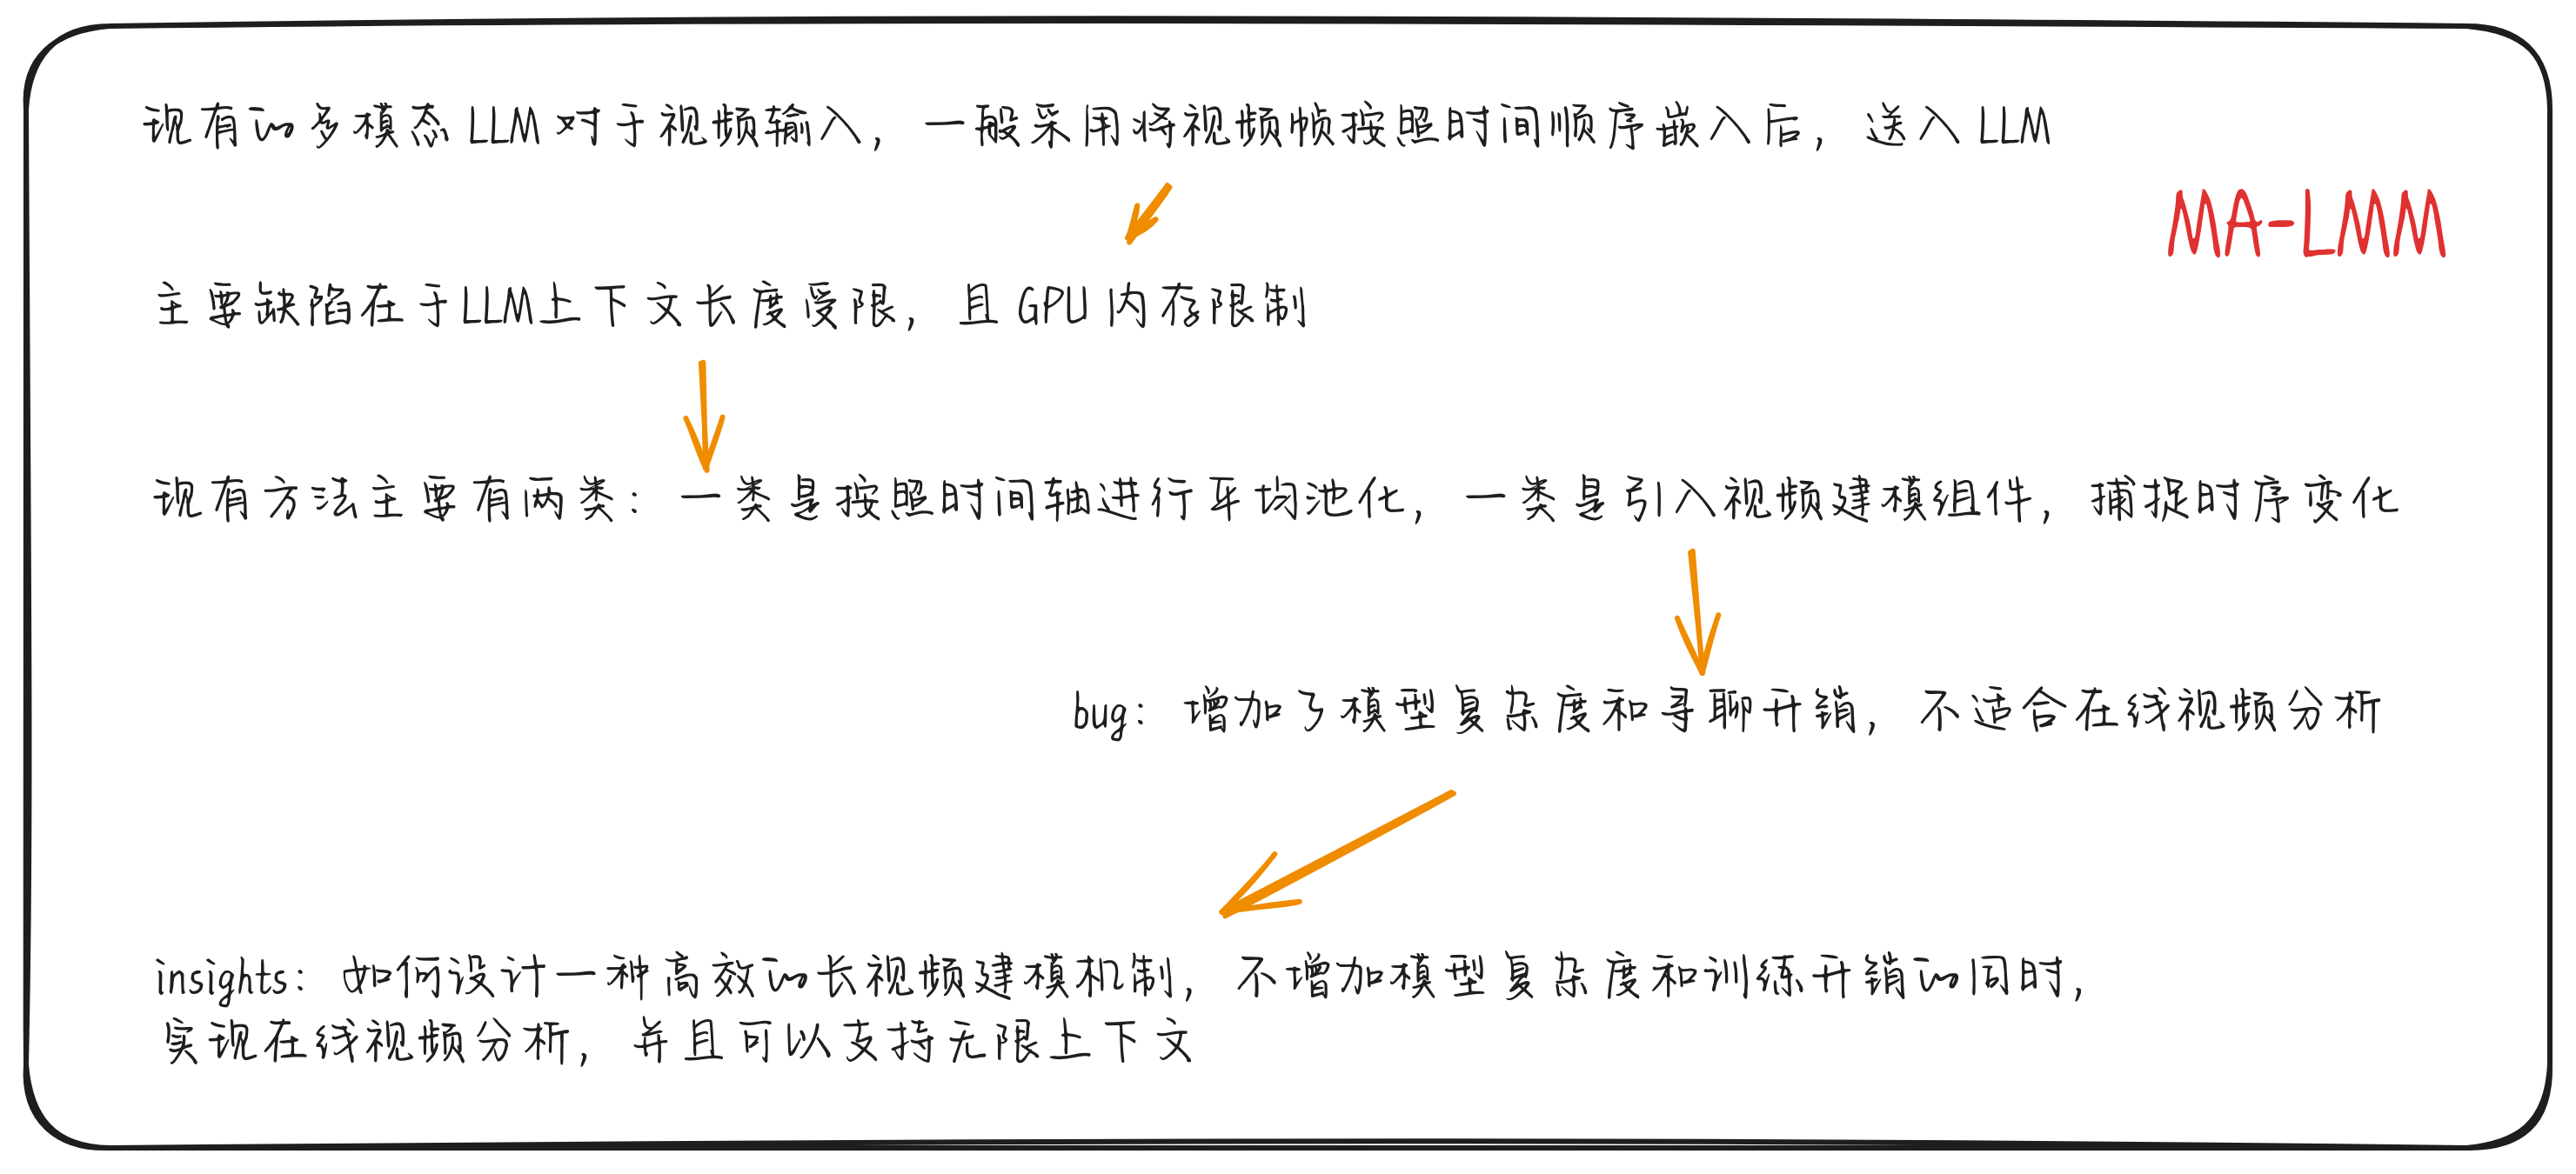 现有的多模态 LLM 对于视频输入，一般采用将视频帧按照时间顺序嵌入后，送入 LLM
MA-LMM
主要缺陷在于LLM上下文长度受限，且 GPU 内存限制
现有方法主要有两类：一类是按照时间轴进行平均池化，一类是引入视频建模组件，捕捉时序变化
bug：增加了模型复杂度和寻聊开销，不适合在线视频分析
insights：如何设计一种高效的长视频建模机制，不增加模型复杂度和训练开销的同时，
实现在线视频分析，并且可以支持无限上下文